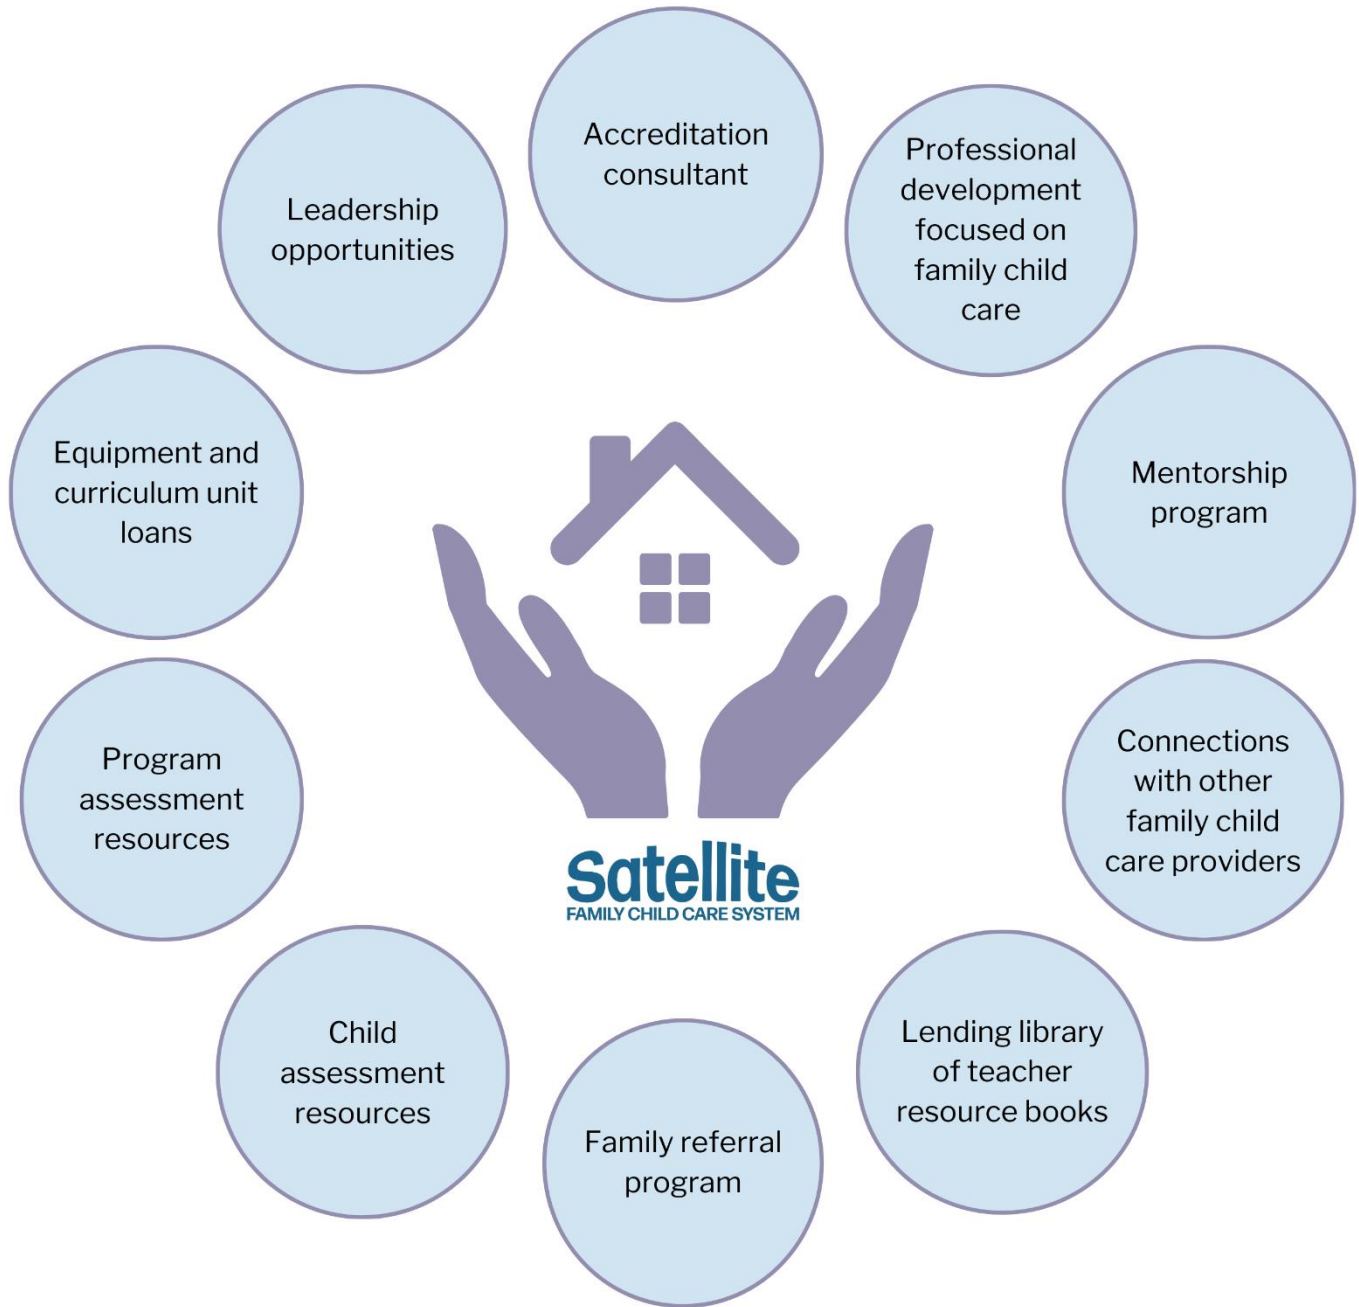 Accreditation
consultant
Professional
development
focused on
family child
care
Mentorship
program
Connections
with other
family child
care providers
Lending library
of teacher
resource books
Family referral
program
Child
assessment
resources
Program
assessment
resources
Equipment and
curriculum unit
loans
Leadership
opportunities
Satellite
FAMILY CHILD CARE SYSTEM